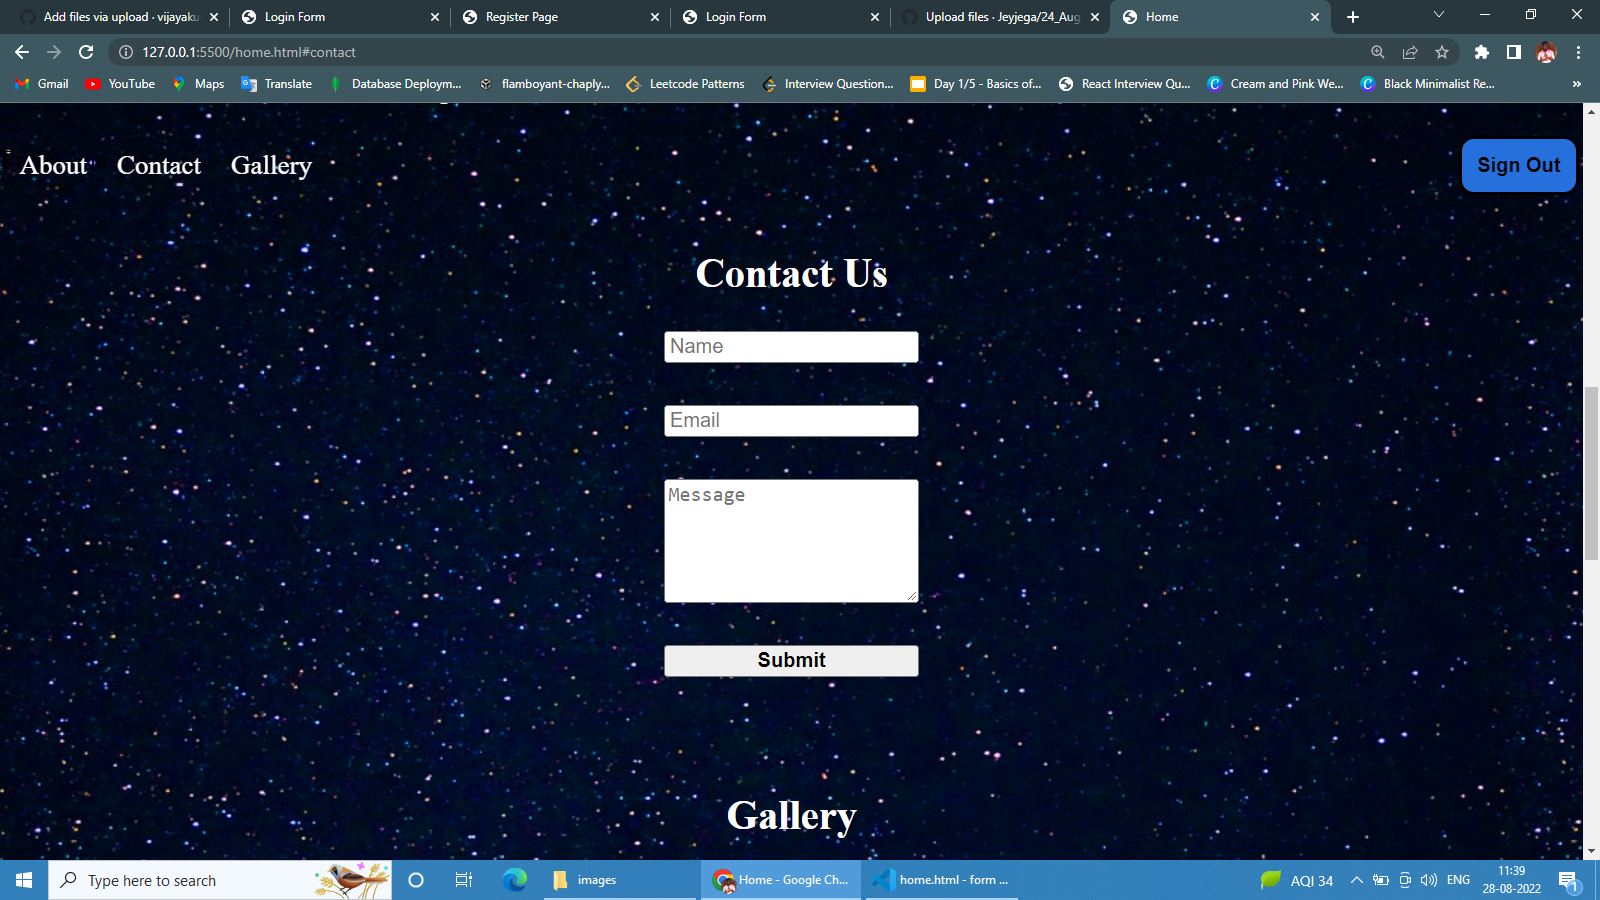 Add files via upload · vijayaku
Login Form
Register Page
Login Form
Upload files · Jeyjega/24_Aug
Home
127.0.0.1:5500/home.html#contact
Gmail
YouTube
Maps
Translate
Database Deploym...
flamboyant-chaply...
Leetcode Patterns
Interview Question...
Day 1/5 - Basics of...
React Interview Qu...
Cream and Pink We...
Black Minimalist Re...
»
About
Contact
Gallery
Sign Out
Contact Us
Name
Email
Message
Submit
Gallery
Type here to search
images
Home - Google Ch...
home.html - form ...
AQI 34
ENG
11:39
28-08-2022
1